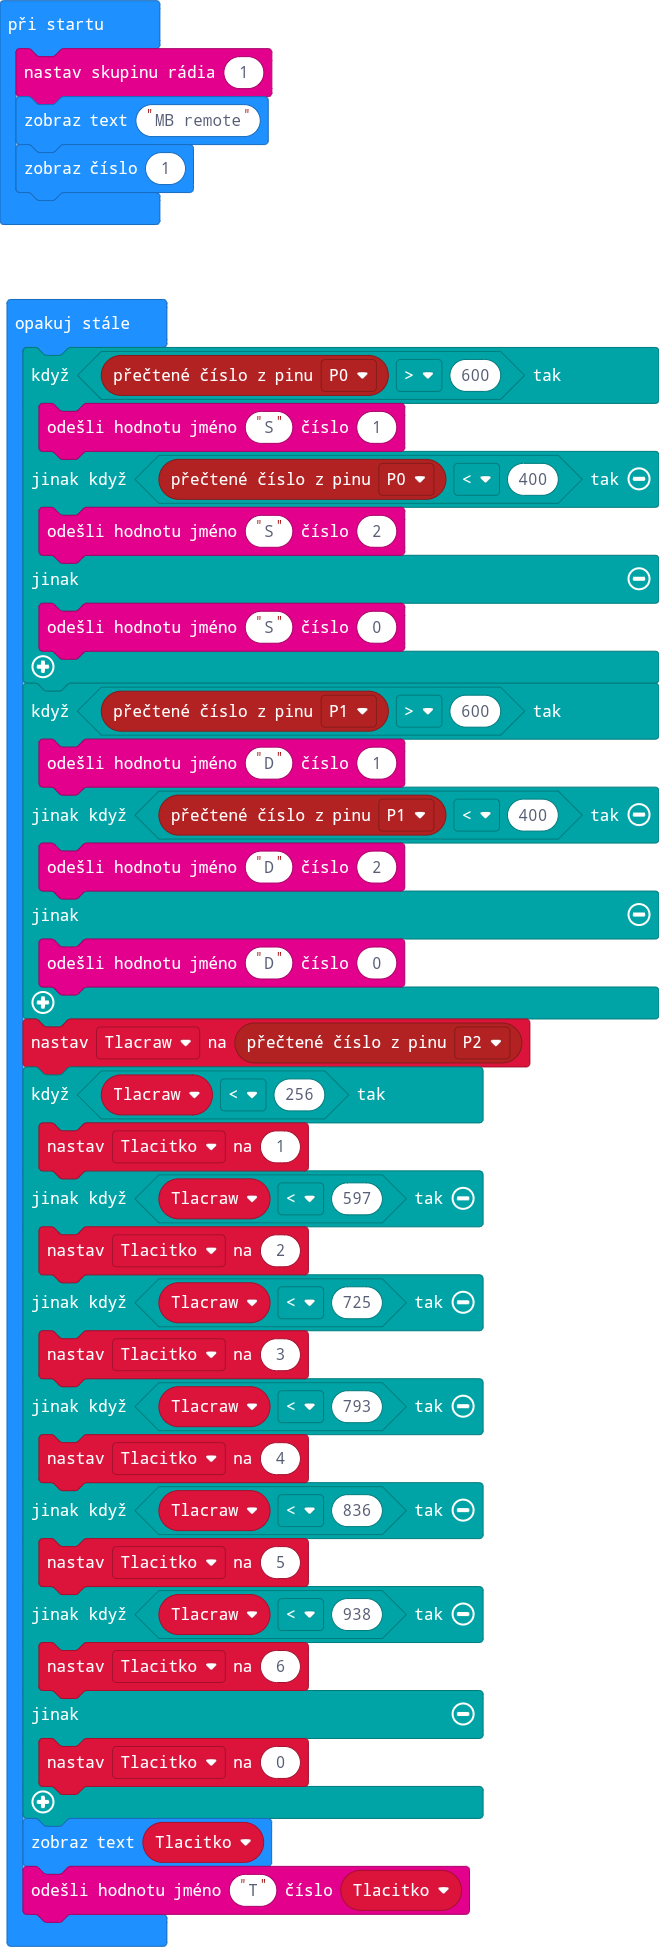 při startu
nastav skupinu rádia 1
zobraz text "MB remote"
zobraz číslo 1
opakuj stále
když přečtené číslo z pinu P0 > 600 tak
odešli hodnotu jméno "S" číslo 1
jinak když přečtené číslo z pinu P0 < 400 tak
odešli hodnotu jméno "S" číslo 2
jinak
odešli hodnotu jméno "S" číslo 0
když přečtené číslo z pinu P1 > 600 tak
odešli hodnotu jméno "D" číslo 1
jinak když přečtené číslo z pinu P1 < 400 tak
odešli hodnotu jméno "D" číslo 2
jinak
odešli hodnotu jméno "D" číslo 0
nastav Tlacraw na přečtené číslo z pinu P2
když Tlacraw < 256 tak
nastav Tlacitko na 1
jinak když Tlacraw < 597 tak
nastav Tlacitko na 2
jinak když Tlacraw < 725 tak
nastav Tlacitko na 3
jinak když Tlacraw < 793 tak
nastav Tlacitko na 4
jinak když Tlacraw < 836 tak
nastav Tlacitko na 5
jinak když Tlacraw < 938 tak
nastav Tlacitko na 6
jinak
nastav Tlacitko na 0
zobraz text Tlacitko
odešli hodnotu jméno "T" číslo Tlacitko